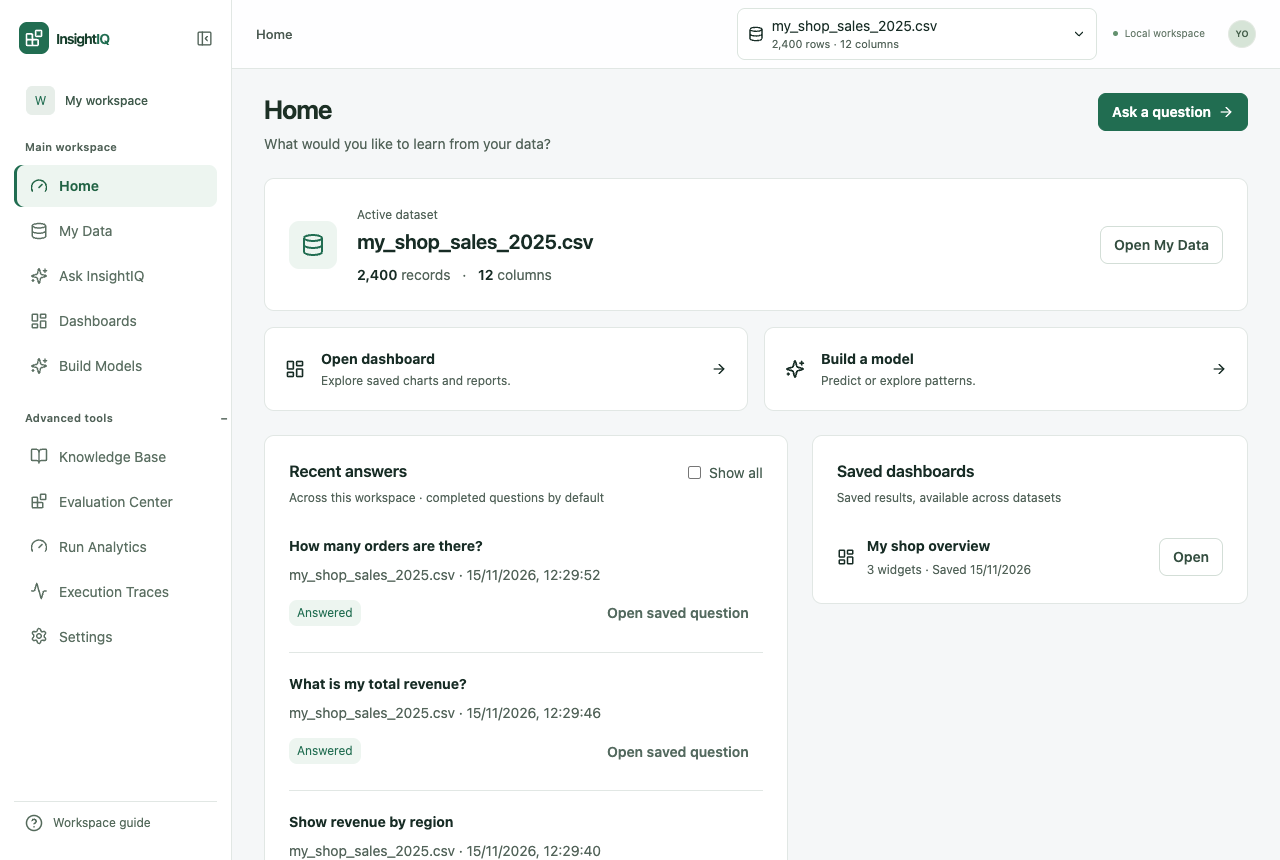 InsightIQ
W My workspace
Main workspace
Home
My Data
Ask InsightIQ
Dashboards
Build Models
Advanced tools −
Knowledge Base
Evaluation Center
Run Analytics
Execution Traces
Settings
Workspace guide
Home
my_shop_sales_2025.csv
2,400 rows · 12 columns
Local workspace
YO
Home
What would you like to learn from your data?
Ask a question
Active dataset
my_shop_sales_2025.csv
2,400 records · 12 columns
Open My Data
Open dashboard
Explore saved charts and reports.
Build a model
Predict or explore patterns.
Recent answers
Show all
Across this workspace · completed questions by default
How many orders are there?
my_shop_sales_2025.csv · 15/11/2026, 12:29:52
Answered
Open saved question
What is my total revenue?
my_shop_sales_2025.csv · 15/11/2026, 12:29:46
Answered
Open saved question
Show revenue by region
my_shop_sales_2025.csv · 15/11/2026, 12:29:40
Saved dashboards
Saved results, available across datasets
My shop overview
3 widgets · Saved 15/11/2026
Open